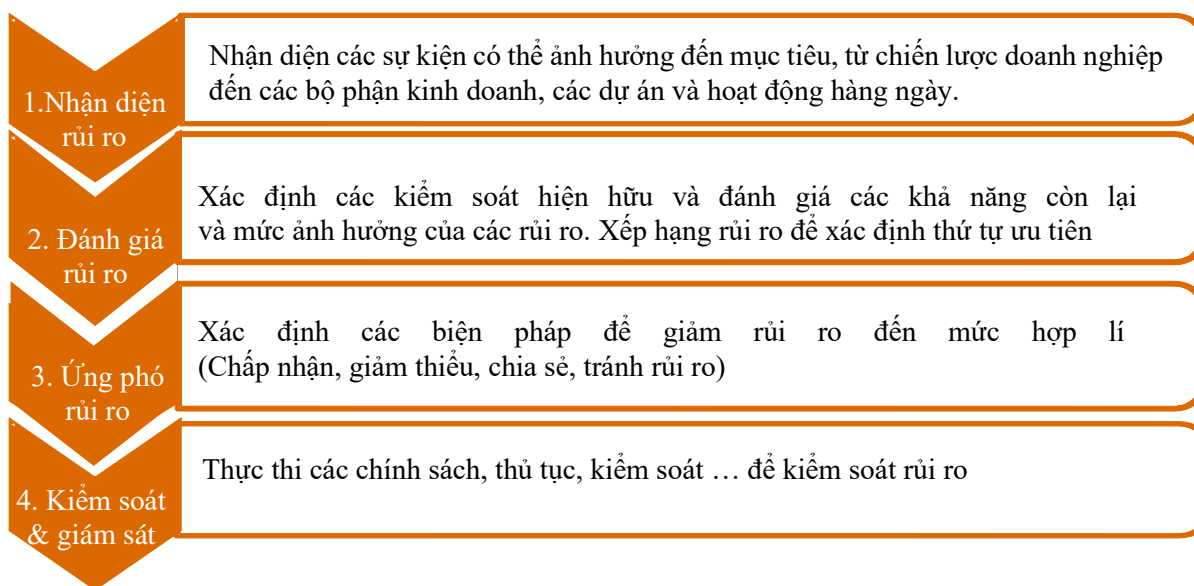 1.Nhận diện
rủi ro
Nhận diện các sự kiện có thể ảnh hưởng đến mục tiêu, từ chiến lược doanh nghiệp
đến các bộ phận kinh doanh, các dự án và hoạt động hàng ngày.
2. Đánh giá
rủi ro
Xác định các kiểm soát hiện hữu và đánh giá các khả năng còn lại
và mức ảnh hưởng của các rủi ro. Xếp hạng rủi ro để xác định thứ tự ưu tiên
3. Ứng phó
rủi ro
Xác định các biện pháp để giảm rủi ro đến mức hợp lí
(Chấp nhận, giảm thiểu, chia sẻ, tránh rủi ro)
4. Kiểm soát
& giám sát
Thực thi các chính sách, thủ tục, kiểm soát … để kiểm soát rủi ro